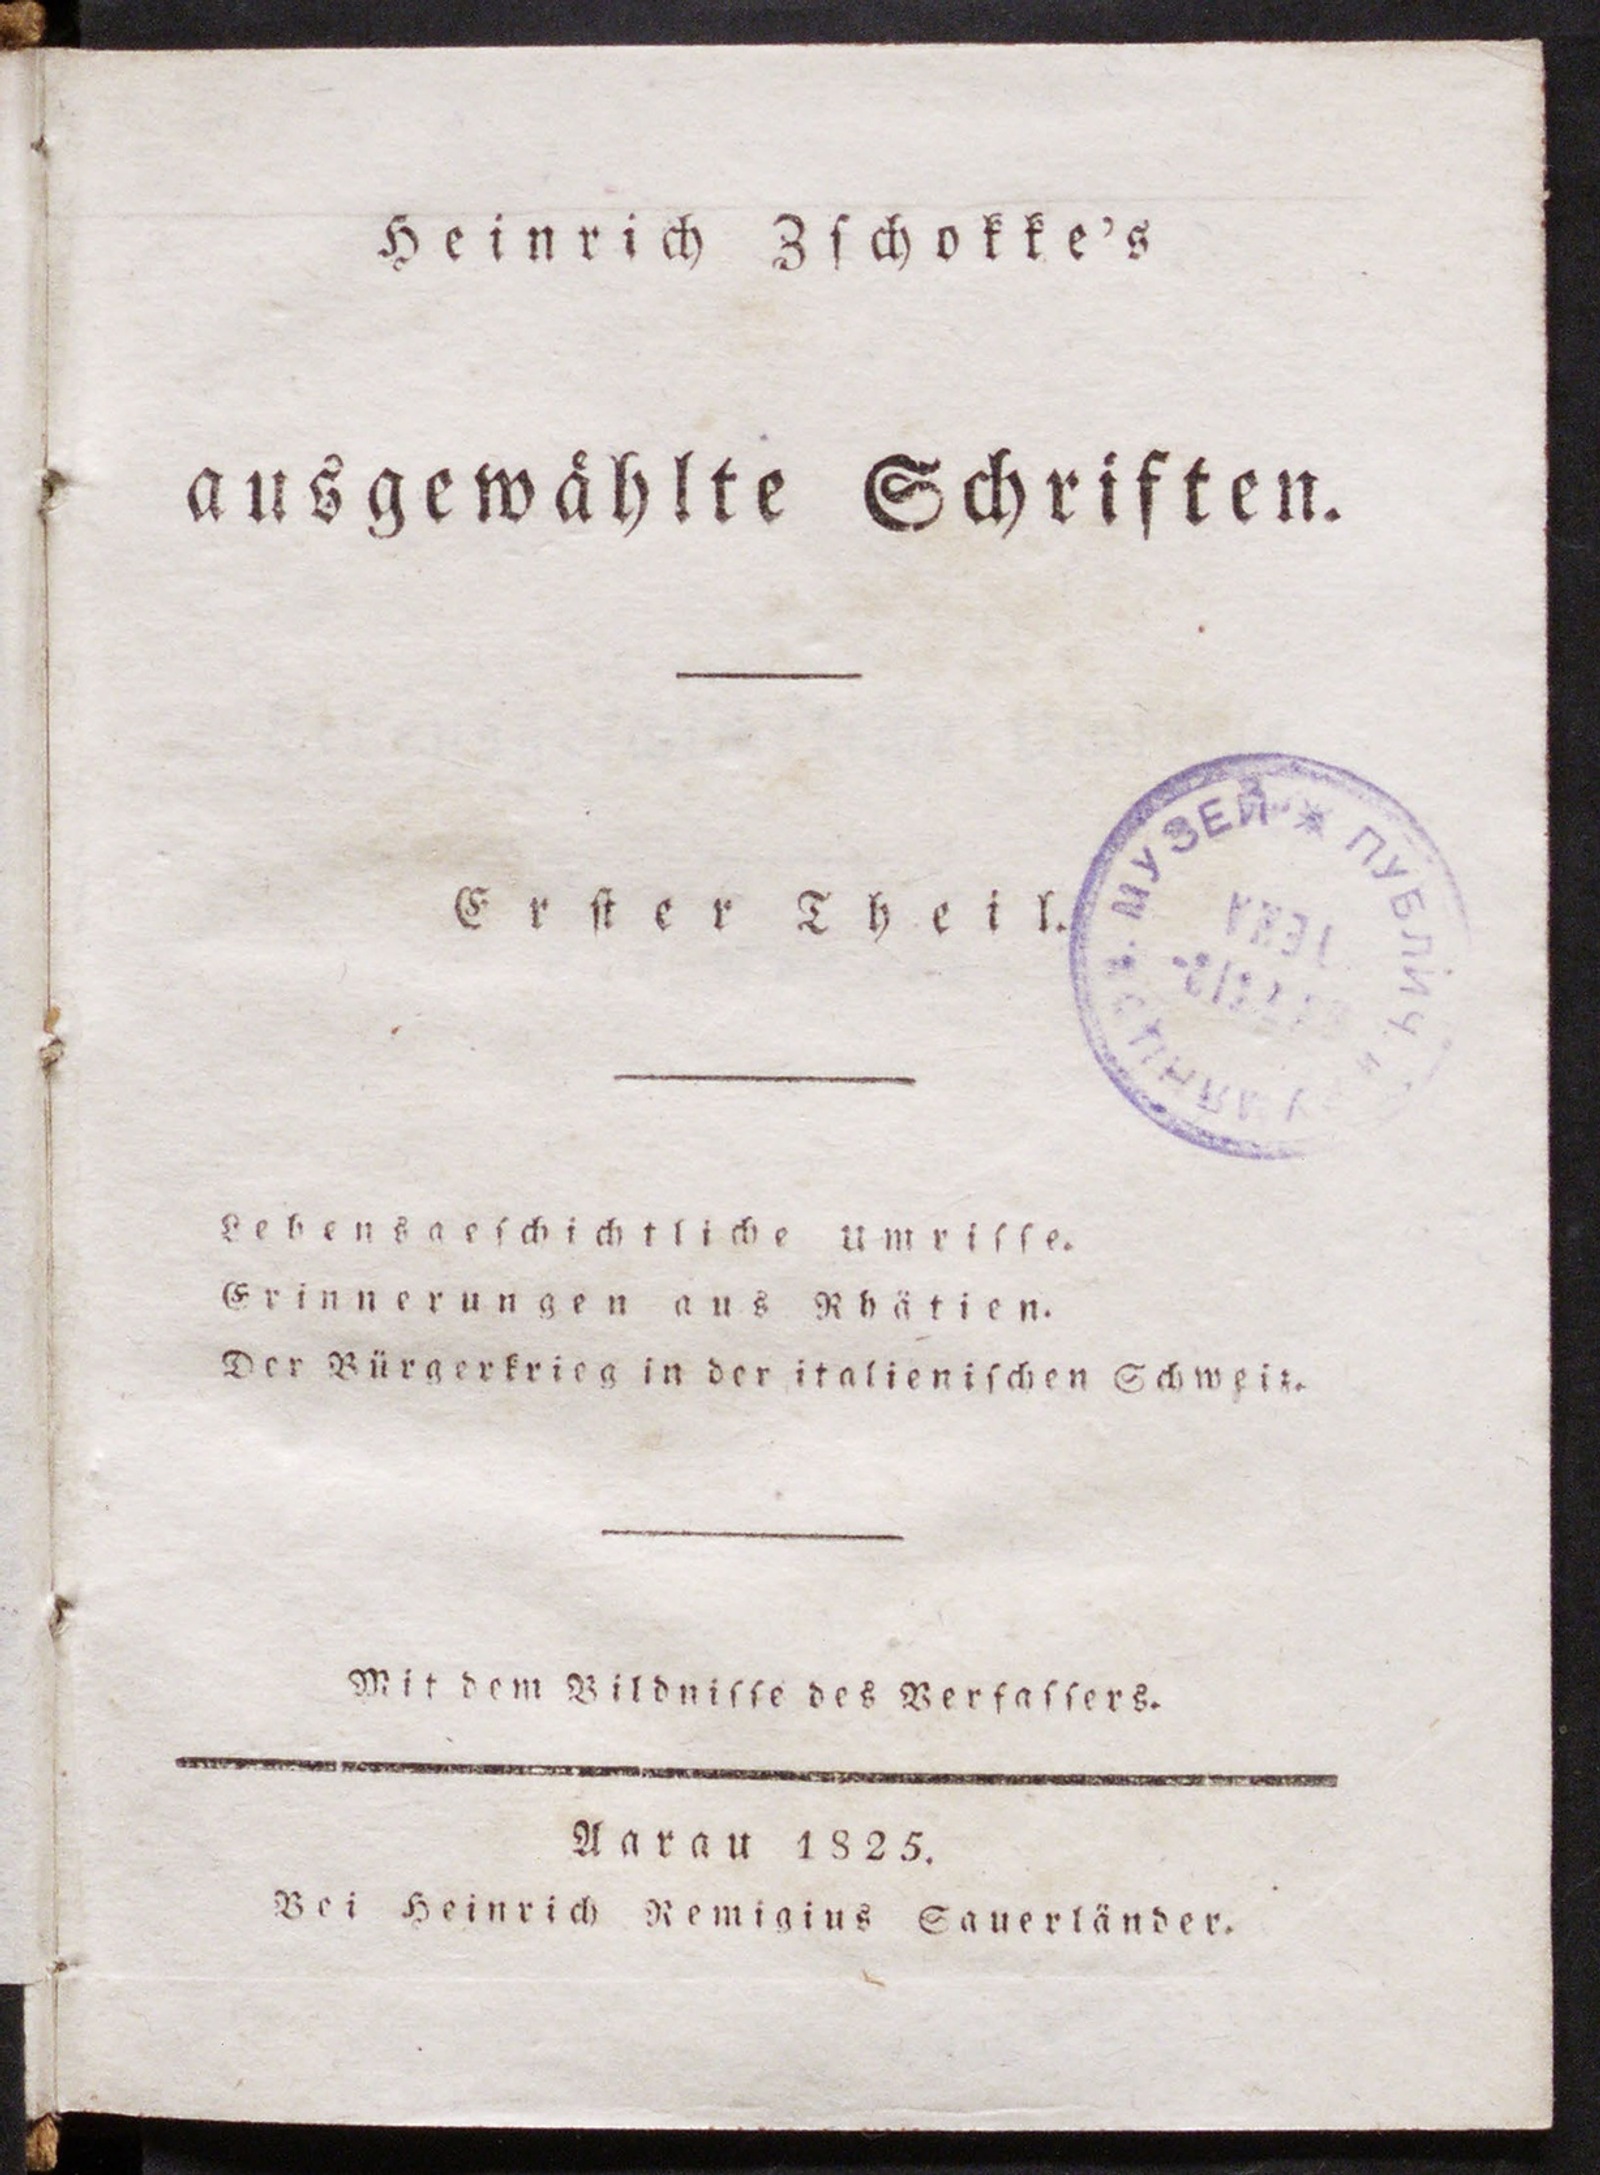 Heinrich Zſchokke's
ausgewåhlte Schriften.
Erſter Theil.
Lebensgeſchichtliche Umriſſe.
Erinnerungen aus Rhätien.
Der Bürgerkrieg in der italieniſchen Schweiz.
Mit dem Bildniſſe des Verfaſſers.
Aarau 1825.
Bei Heinrich Remigius Sauerländer.
МУЗЕЙ * ПУБЛИЧ